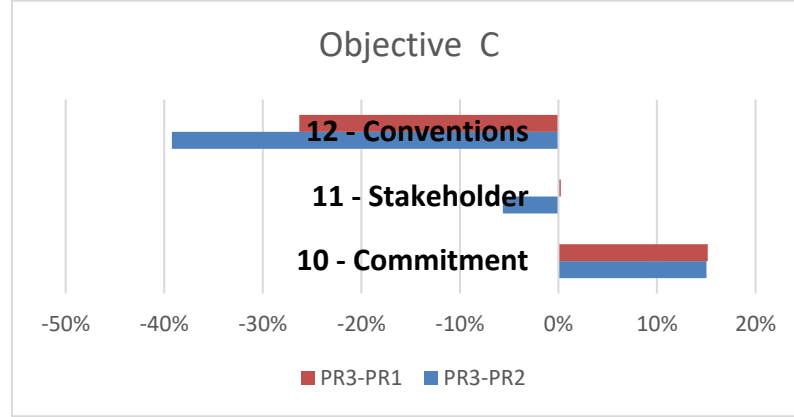 Objective C
12 - Conventions
11 - Stakeholder
10 - Commitment
-50% -40% -30% -20% -10% 0% 10% 20%
PR3-PR1 PR3-PR2